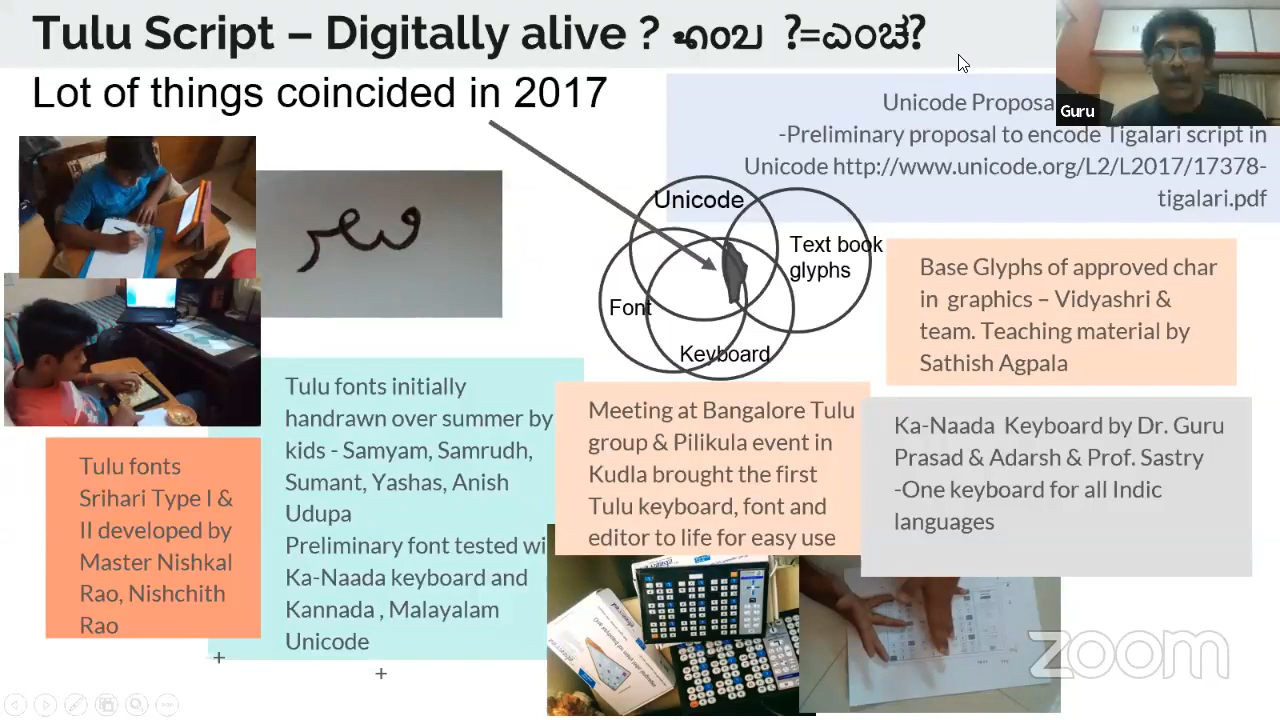 Tulu Script – Digitally alive ? ?=ಎಂಚ?
Lot of things coincided in 2017
Guru
Unicode Proposa
-Preliminary proposal to encode Tigalari script in
Unicode http://www.unicode.org/L2/L2017/17378-
tigalari.pdf
Unicode
Text book
glyphs
Font
Keyboard
Base Glyphs of approved char
in graphics – Vidyashri &
team. Teaching material by
Sathish Agpala
Tulu fonts initially
handrawn over summer by
kids - Samyam, Samrudh,
Sumant, Yashas, Anish
Udupa
Preliminary font tested wi
Ka-Naada keyboard and
Kannada , Malayalam
Unicode
Meeting at Bangalore Tulu
group & Pilikula event in
Kudla brought the first
Tulu keyboard, font and
editor to life for easy use
Ka-Naada Keyboard by Dr. Guru
Prasad & Adarsh & Prof. Sastry
-One keyboard for all Indic
languages
Tulu fonts
Srihari Type I &
II developed by
Master Nishkal
Rao, Nishchith
Rao
zoom